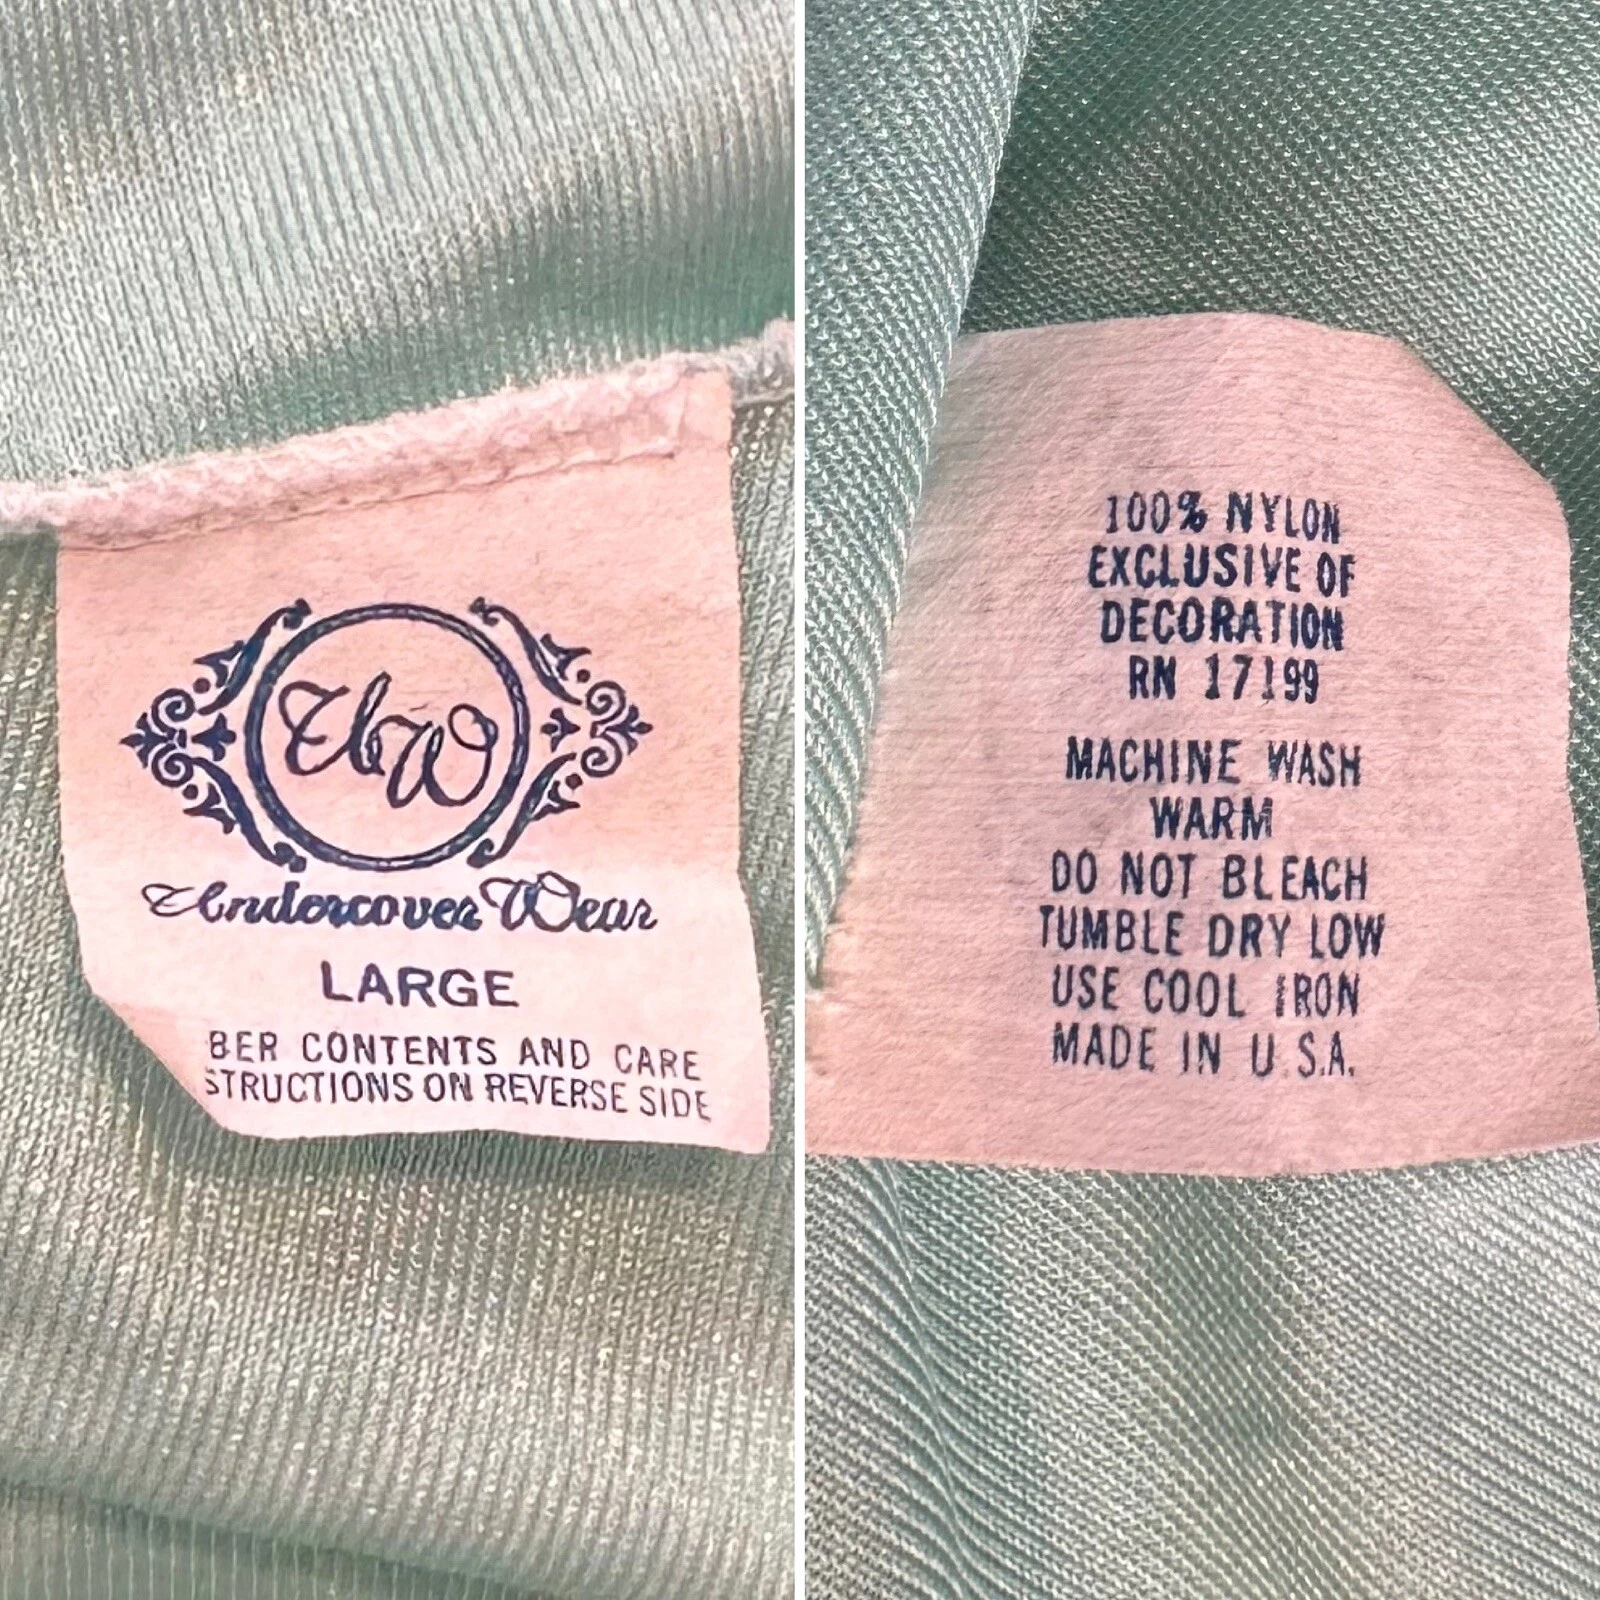 UW
Undercover Wear
LARGE
BER CONTENTS AND CARE
STRUCTIONS ON REVERSE SIDE
100% NYLON
EXCLUSIVE OF
DECORATION
RN 17199
MACHINE WASH
WARM
DO NOT BLEACH
TUMBLE DRY LOW
USE COOL IRON
MADE IN U.S.A.